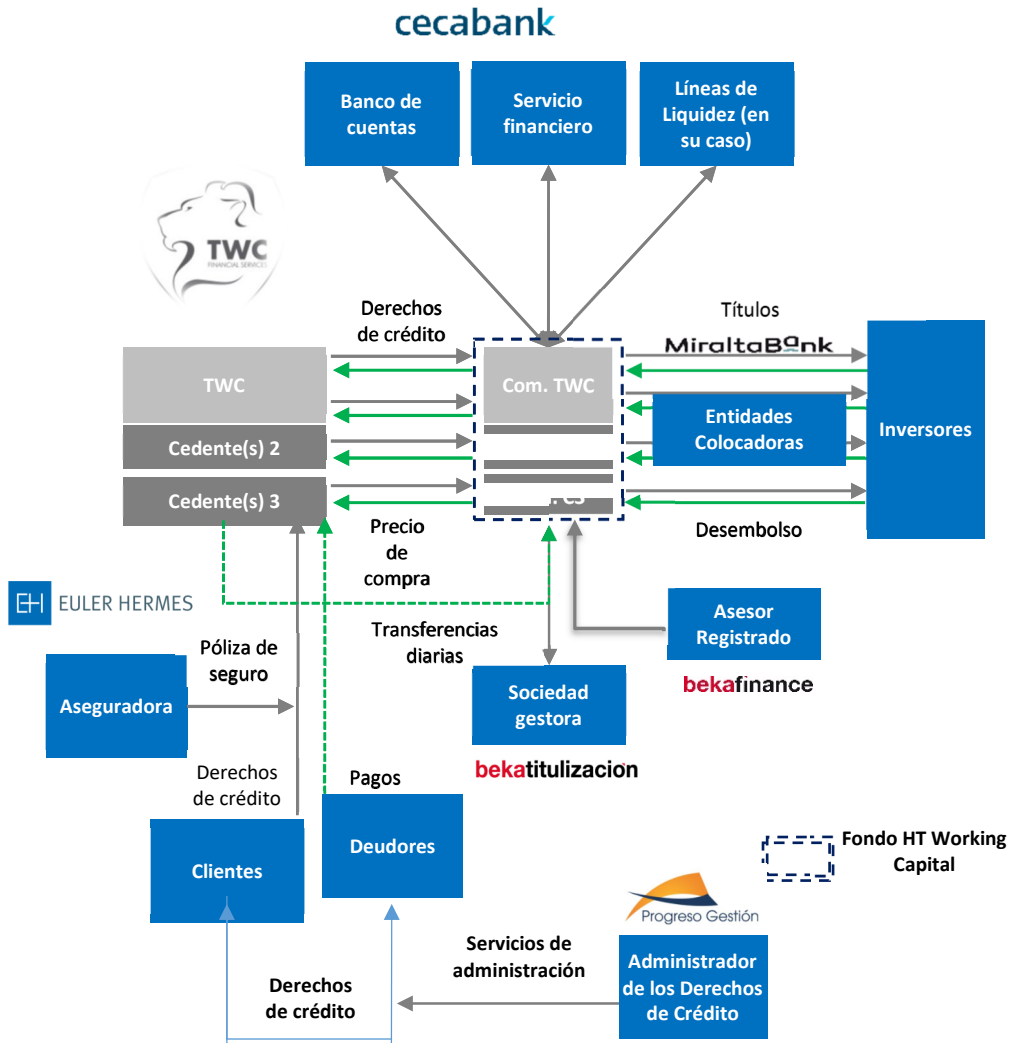 cecabank
Banco de
cuentas
Servicio
financiero
Líneas de
Liquidez (en
su caso)
TWC
FINANCIAL SERVICES
Derechos
de crédito
Títulos
MiraltaBank
TWC
Com. TWC
Cedente(s) 2
Entidades
Colocadoras
Inversores
Cedente(s) 3
. C3
Precio
de
compra
Desembolso
EH EULER HERMES
Póliza de
seguro
Transferencias
diarias
Asesor
Registrado
bekafinance
Aseguradora
Sociedad
gestora
bekatitulización
Derechos
de crédito
Pagos
Clientes
Deudores
Fondo HT Working
Capital
Progreso Gestión
Servicios de
administración
Administrador
de los Derechos
de Crédito
Derechos
de crédito